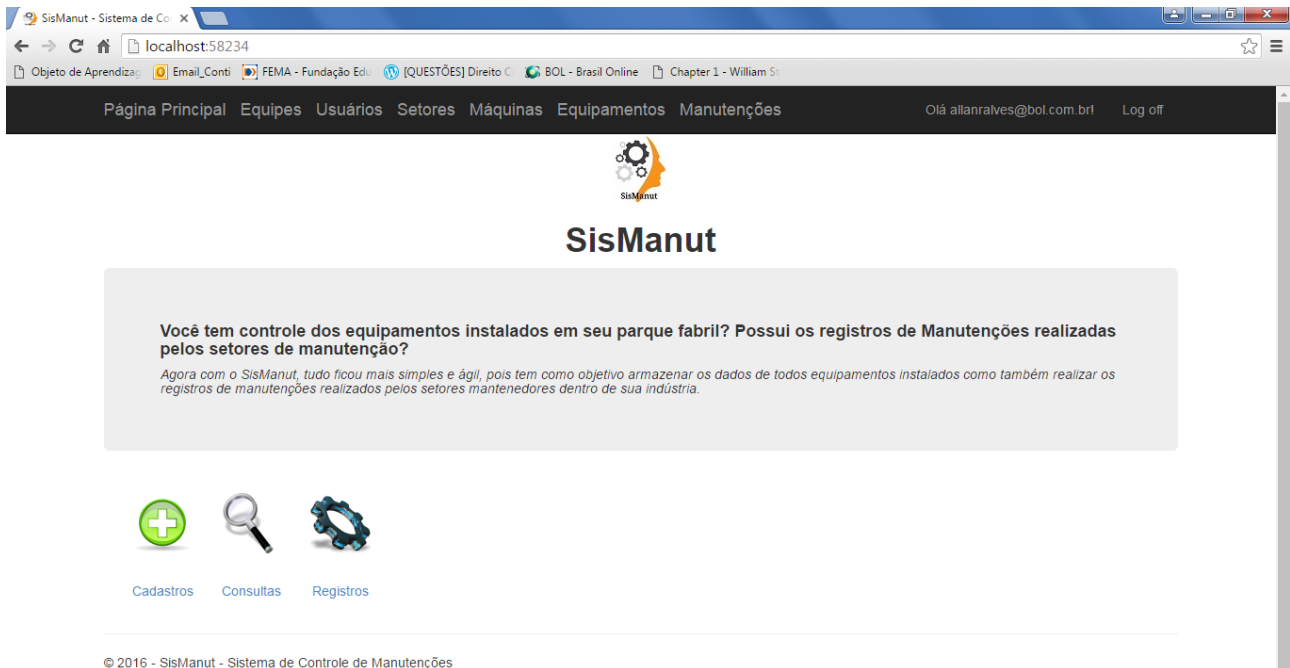 SisManut - Sistema de Co
localhost:58234
Objeto de Aprendizag Email_Conti FEMA - Fundação Edu [QUESTÕES] Direito C BOL - Brasil Online Chapter 1 - William St
Página Principal Equipes Usuários Setores Máquinas Equipamentos Manutenções Olá allanralves@bol.com.br! Log off
SisManut
SisManut
Você tem controle dos equipamentos instalados em seu parque fabril? Possui os registros de Manutenções realizadas
pelos setores de manutenção?
Agora com o SisManut, tudo ficou mais simples e ágil, pois tem como objetivo armazenar os dados de todos equipamentos instalados como também realizar os
registros de manutenções realizados pelos setores mantenedores dentro de sua indústria.
Cadastros Consultas Registros
© 2016 - SisManut - Sistema de Controle de Manutenções